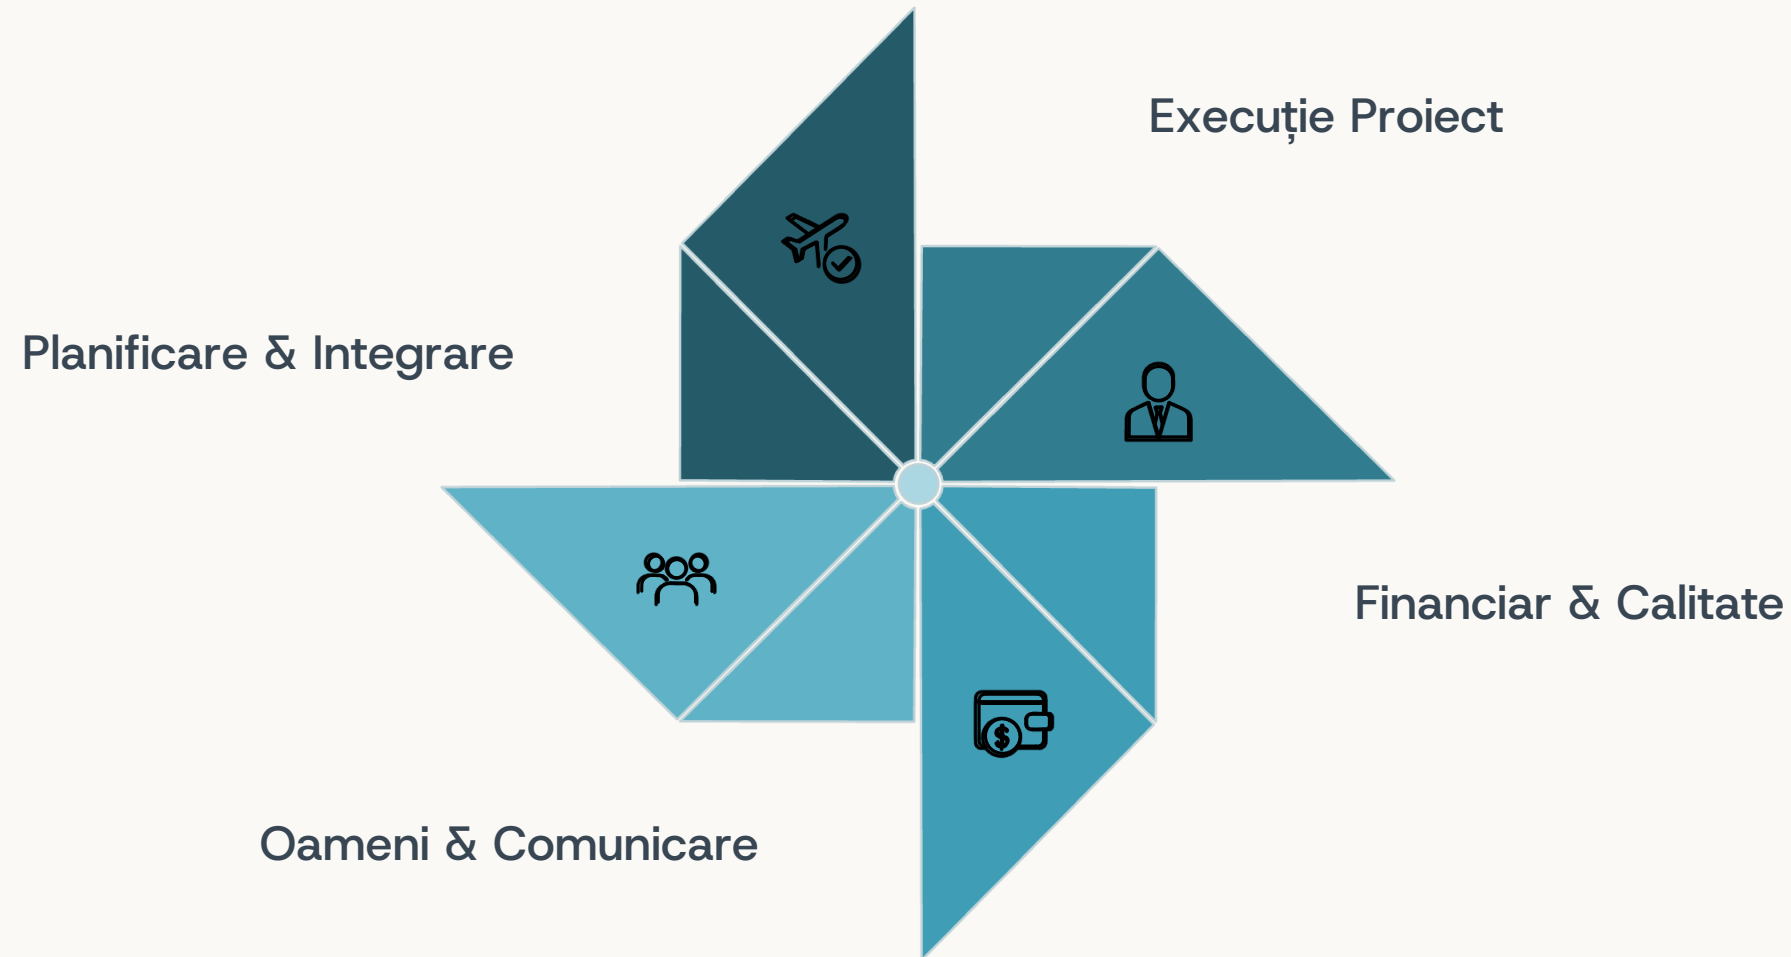 Execuție Proiect
Planificare & Integrare
Financiar & Calitate
Oameni & Comunicare
$